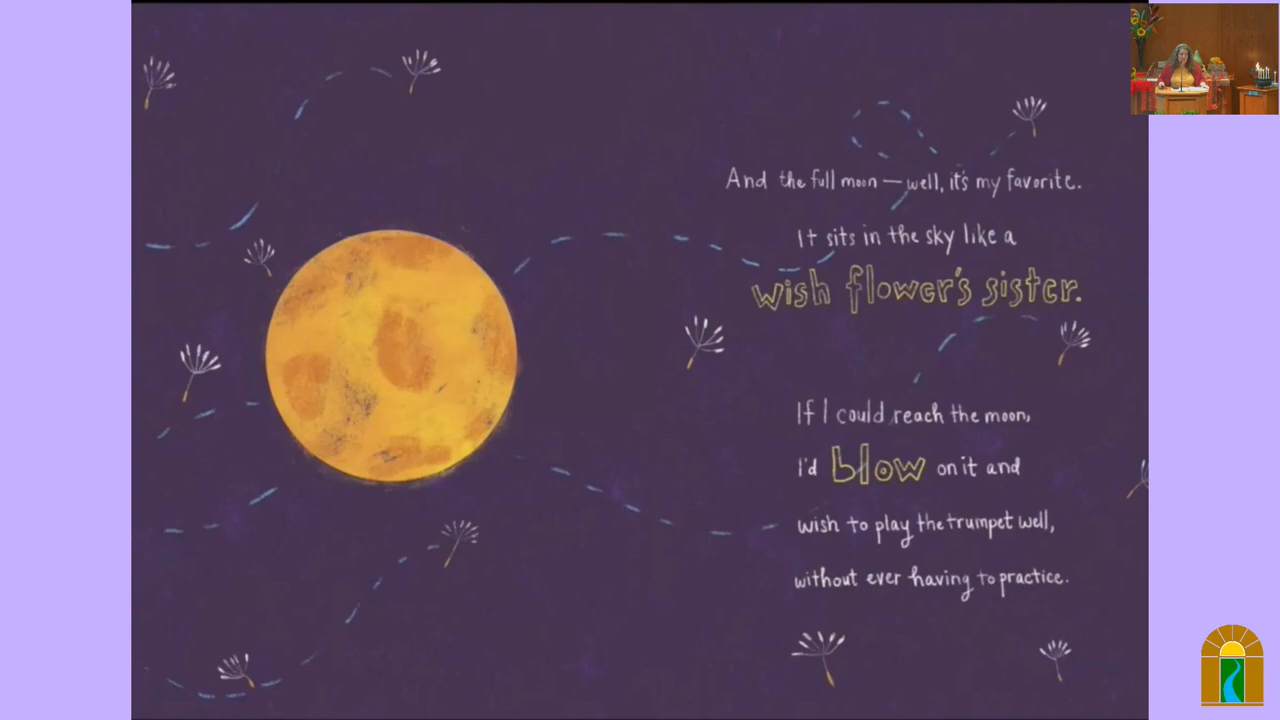 And the full moon — well, it's my favorite.
It sits in the sky like a
wish flower's sister.
If I could reach the moon,
I'd blow on it and
wish to play the trumpet well,
without ever having to practice.